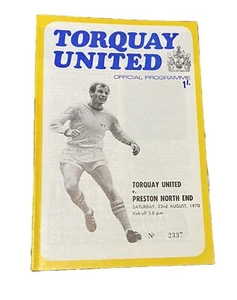 TORQUAY
UNITED
OFFICIAL PROGRAMME
1/-
TORQUAY UNITED
v.
PRESTON NORTH END
SATURDAY, 22nd AUGUST, 1970
Kick-off 3.0 p.m.
Nº 2337